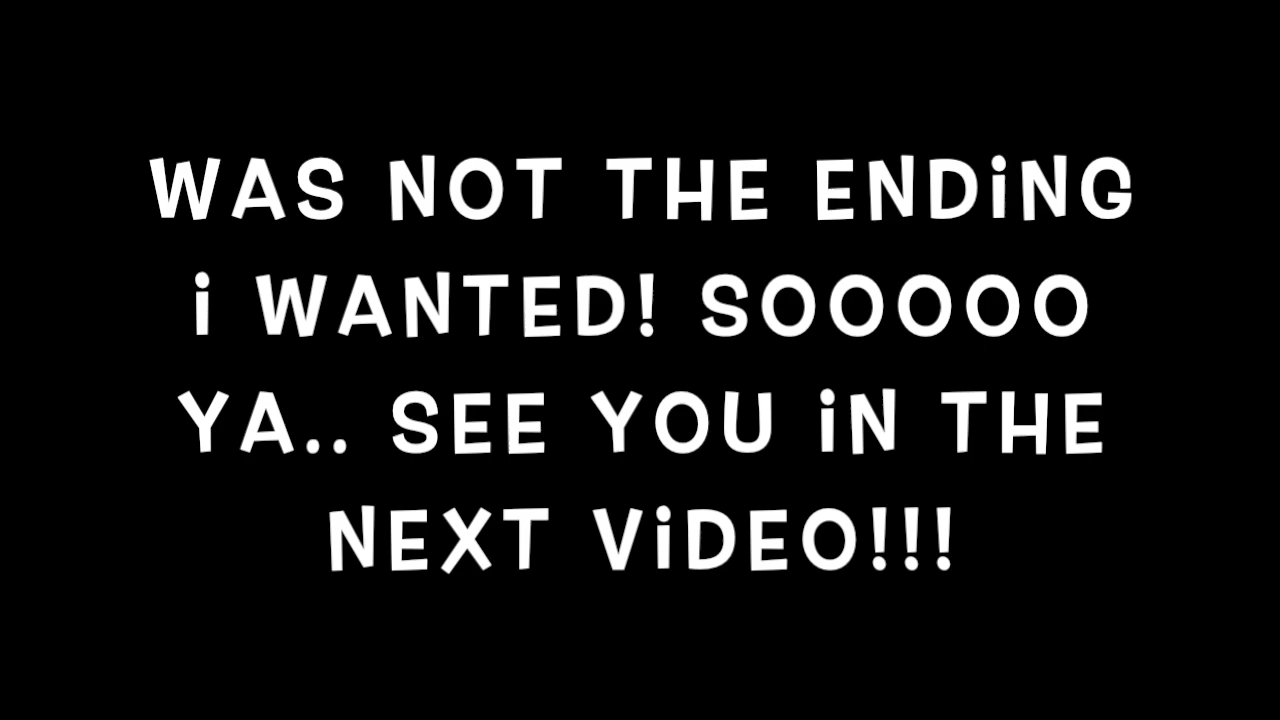 WAS NOT THE ENDiNG
i WANTED! SOOOOO
YA.. SEE YOU iN THE
NEXT ViDEO!!!